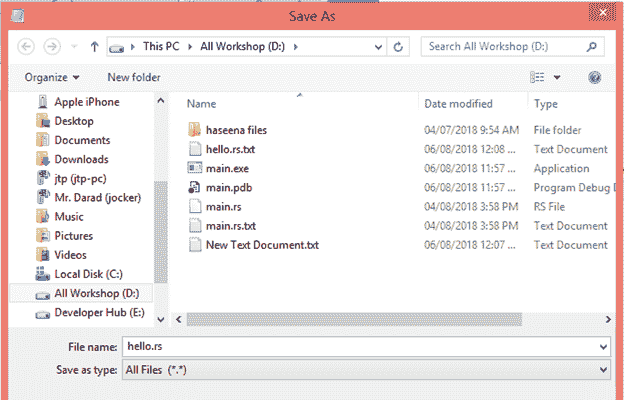 Save As
This PC All Workshop (D:) Search All Workshop (D:)
Organize New folder
Name Date modified Type
Apple iPhone
Desktop
Documents
Downloads
jtp (jtp-pc)
Mr. Darad (jocker)
Music
Pictures
Videos
Local Disk (C:)
All Workshop (D:)
Developer Hub (E:)
haseena files 04/07/2018 9:54 AM File folder
hello.rs.txt 06/08/2018 12:08 ... Text Document
main.exe 06/08/2018 11:57 ... Application
main.pdb 06/08/2018 11:57 ... Program Debug D
main.rs 04/08/2018 3:58 PM RS File
main.rs.txt 04/08/2018 3:58 PM Text Document
New Text Document.txt 06/08/2018 12:07 ... Text Document
File name: hello.rs
Save as type: All Files (*.*)